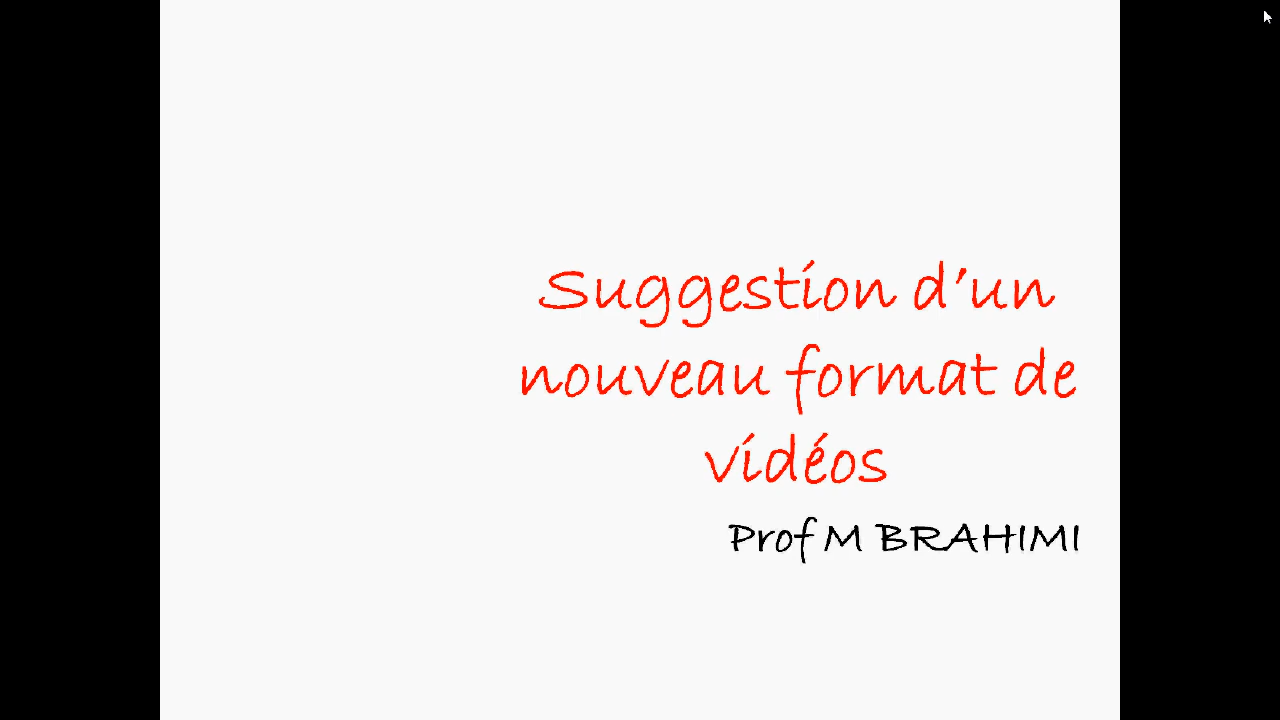 Suggestion d’un
nouveau format de
vidéos
Prof M BRAHIMI